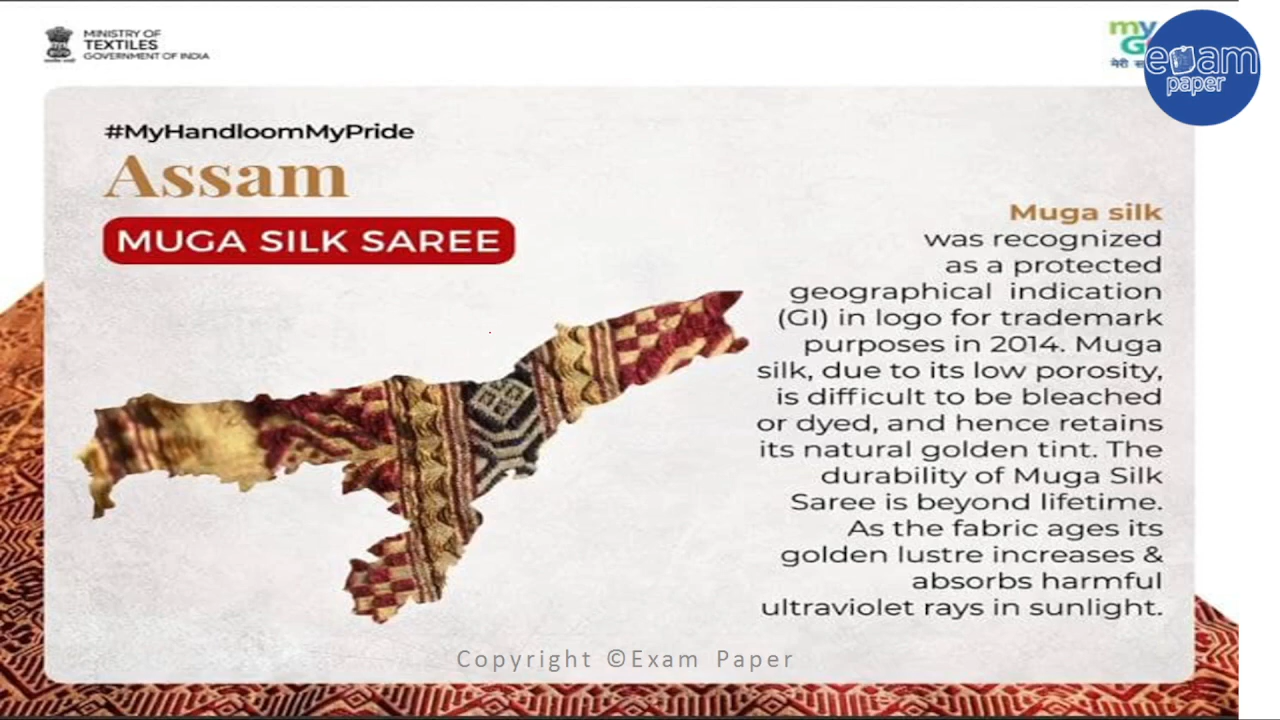 MINISTRY OF
TEXTILES
GOVERNMENT OF INDIA
my
G
मेरी
exam
paper
#MyHandloomMyPride
Assam
MUGA SILK SAREE
Muga silk
was recognized
as a protected
geographical indication
(GI) in logo for trademark
purposes in 2014. Muga
silk, due to its low porosity,
is difficult to be bleached
or dyed, and hence retains
its natural golden tint. The
durability of Muga Silk
Saree is beyond lifetime.
As the fabric ages its
golden lustre increases &
absorbs harmful
ultraviolet rays in sunlight.
Copyright ©Exam Paper